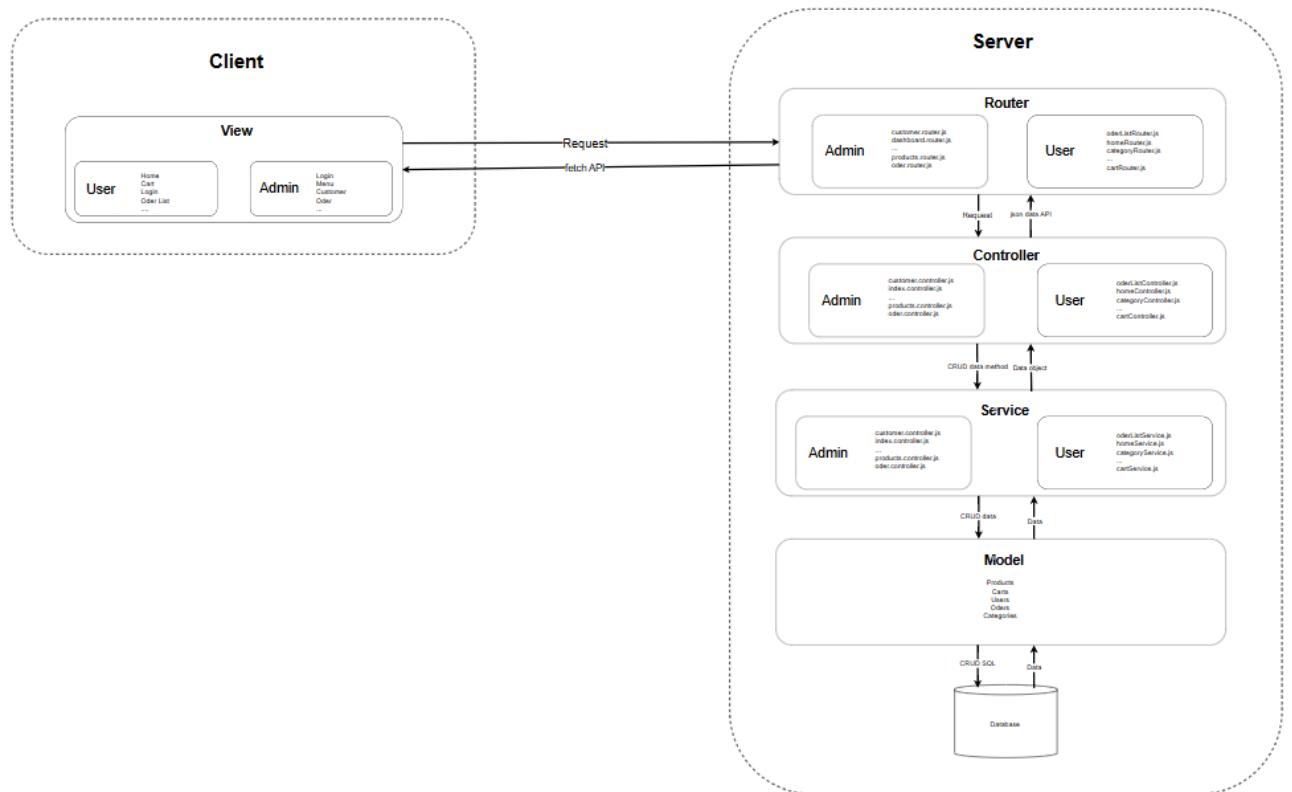 Client
View
User
Home
Cart
Login
Oder List
...
Admin
Login
Menu
Customer
Oder
...
Request
fetch API
Server
Router
Admin
customer.router.js
dashboard.router.js
...
products.router.js
oder.router.js
User
oderListRouter.js
homeRouter.js
categoryRouter.js
...
cartRouter.js
Request
json data API
Controller
Admin
customer.controller.js
index.controller.js
...
products.controller.js
oder.controller.js
User
oderListController.js
homeController.js
categoryController.js
...
cartController.js
CRUD data method
Data object
Service
Admin
customer.controller.js
index.controller.js
...
products.controller.js
oder.controller.js
User
oderListService.js
homeService.js
categoryService.js
...
cartService.js
CRUD data
Data
Model
Products
Carts
Users
Oders
Categories
CRUD SQL
Data
Database